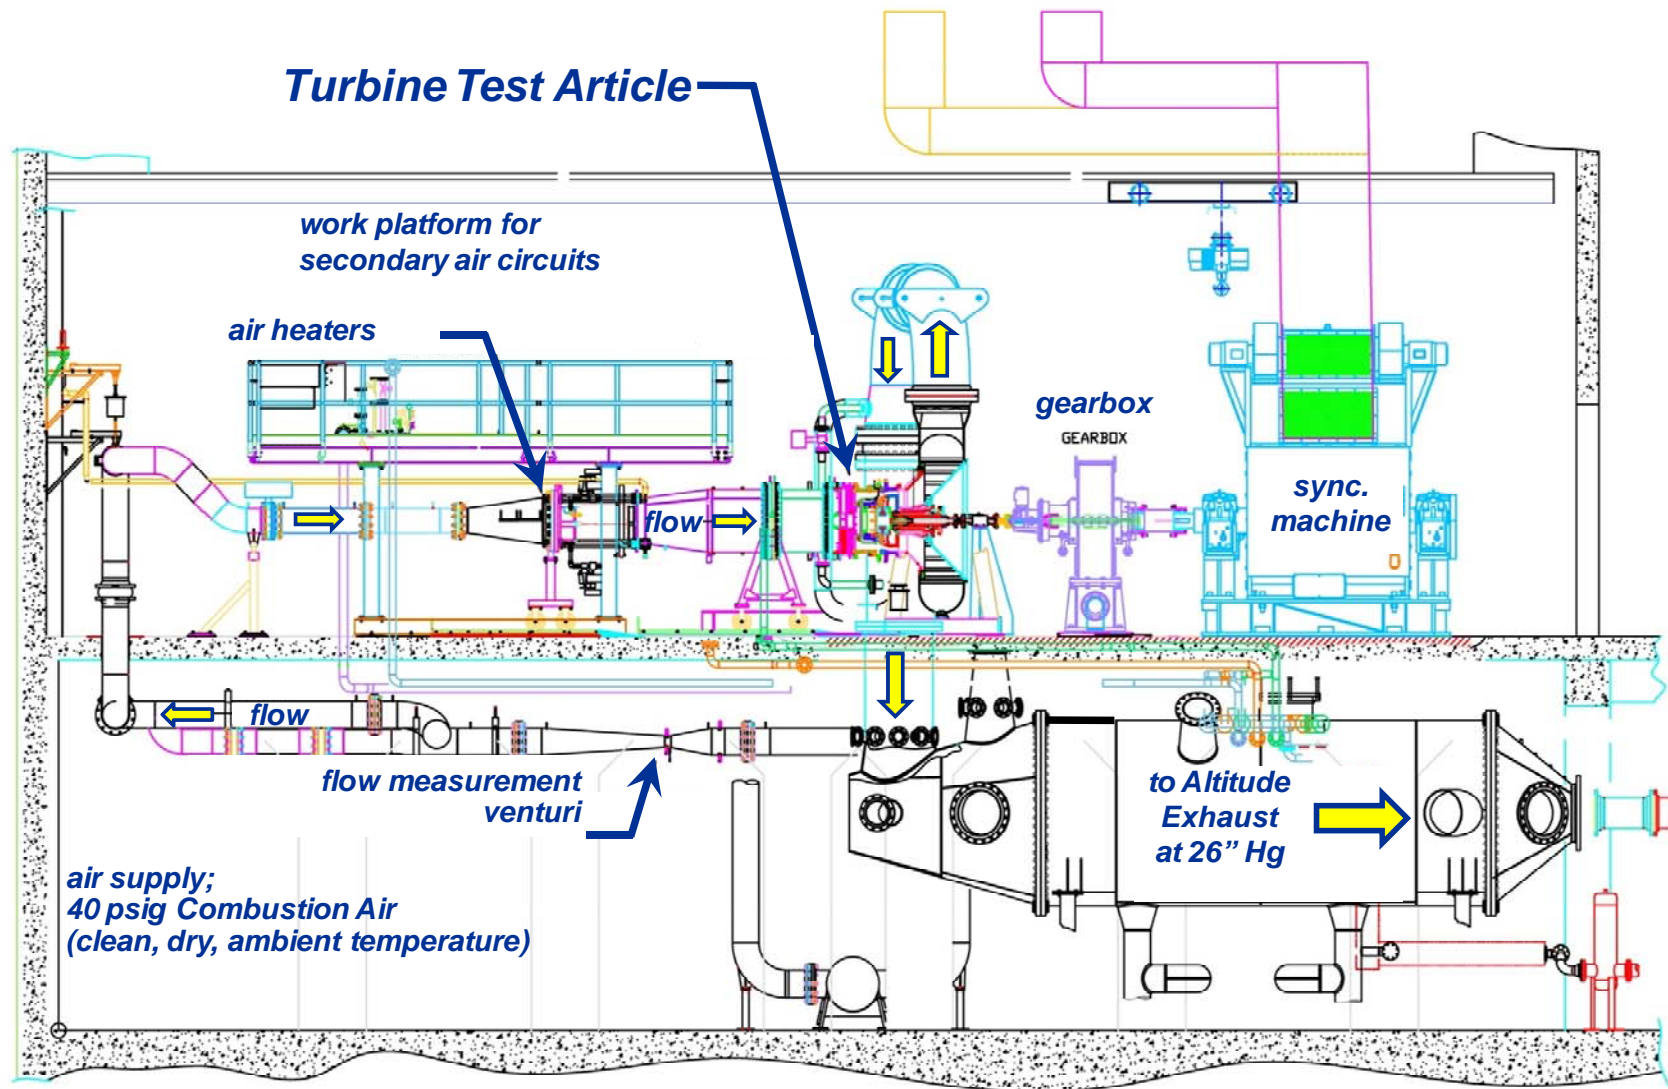 Turbine Test Article
work platform for
secondary air circuits
air heaters
gearbox
GEARBOX
sync.
machine
flow
flow
flow measurement
venturi
to Altitude
Exhaust
at 26” Hg
air supply;
40 psig Combustion Air
(clean, dry, ambient temperature)